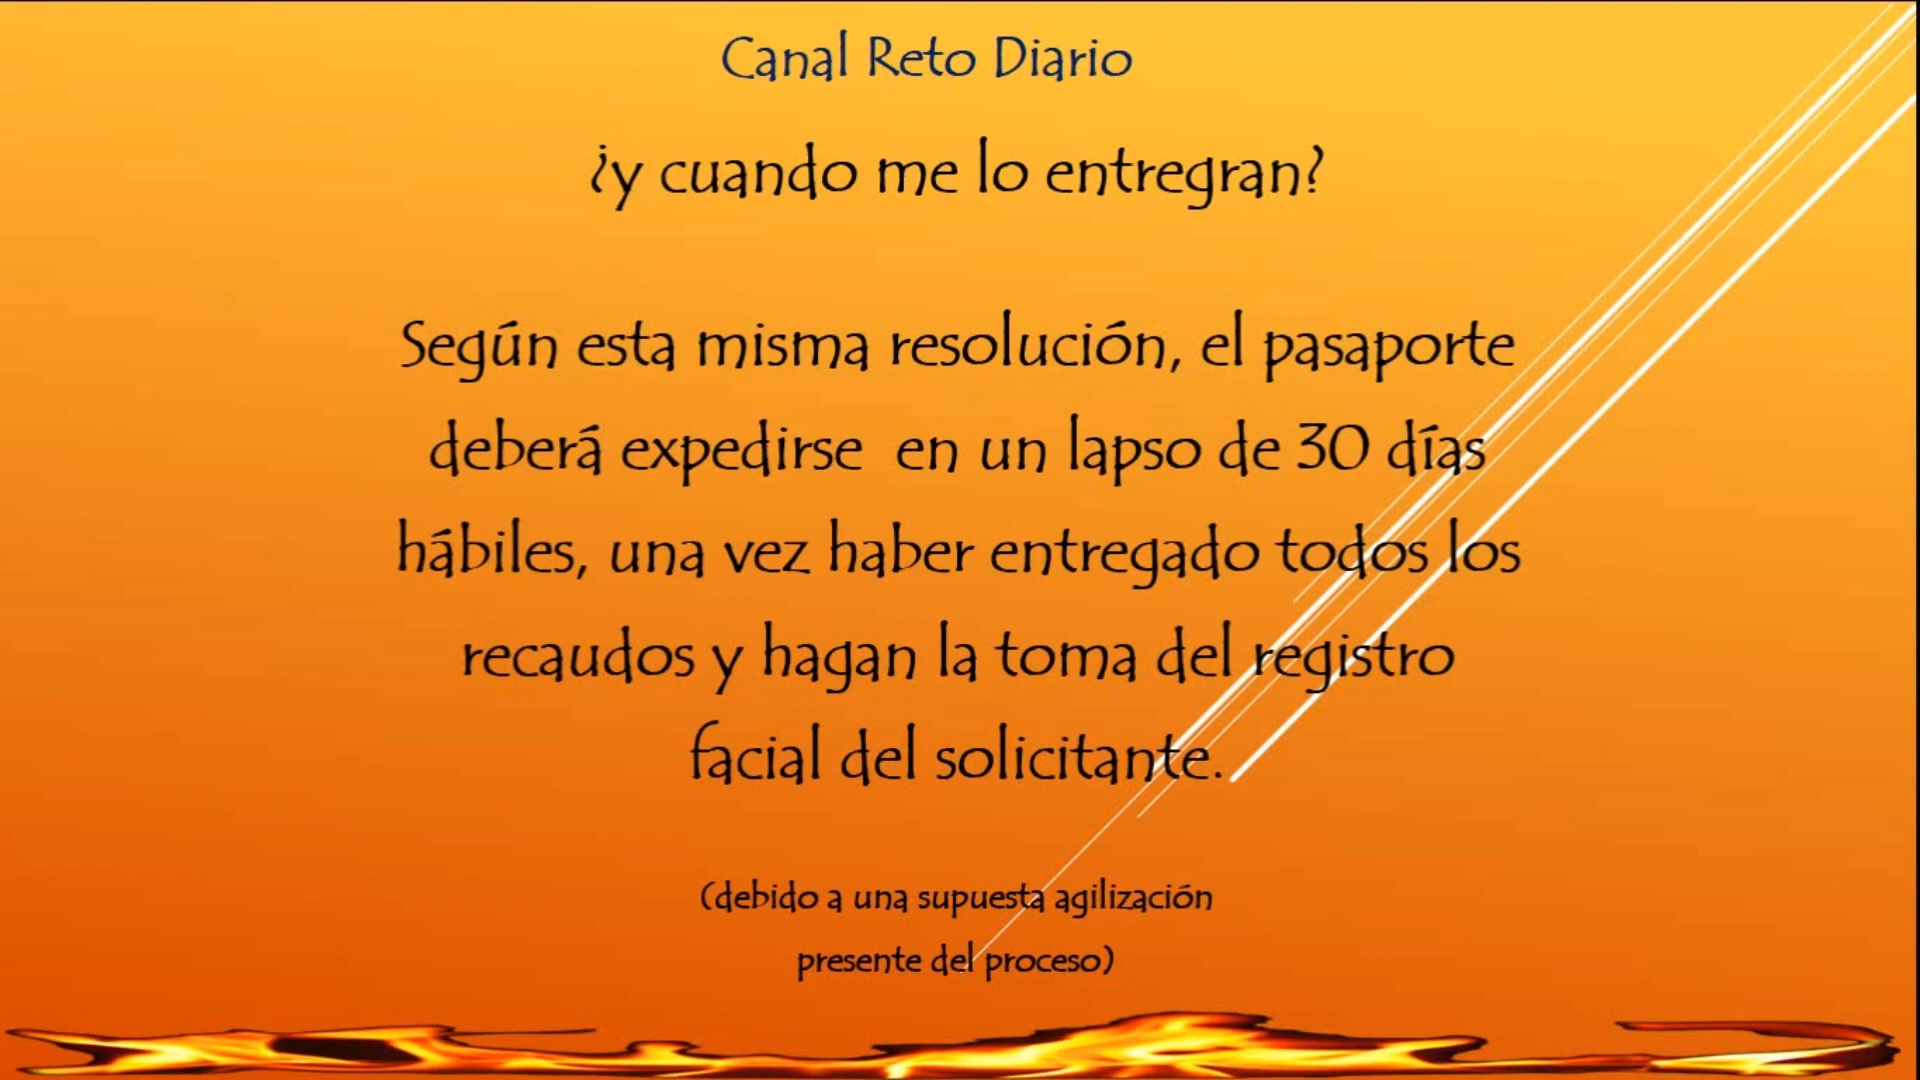 Canal Reto Diario
¿y cuando me lo entregran?
Según esta misma resolución, el pasaporte
deberá expedirse en un lapso de 30 días
hábiles, una vez haber entregado todos los
recaudos y hagan la toma del registro
facial del solicitante.
(debido a una supuesta agilización
presente del proceso)